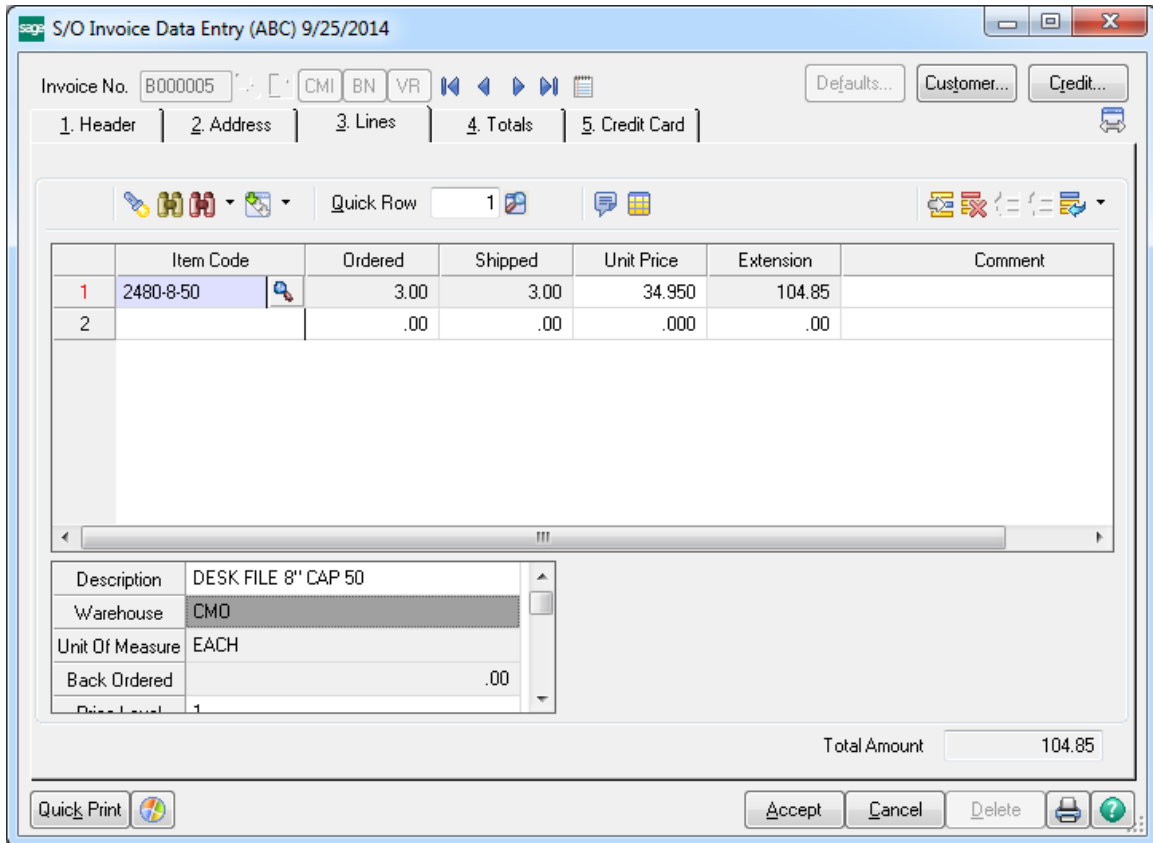 sage S/O Invoice Data Entry (ABC) 9/25/2014
Invoice No. B000005 CMI BN VR Defaults... Customer... Credit...
1. Header 2. Address 3. Lines 4. Totals 5. Credit Card
Quick Row 1
Item Code Ordered Shipped Unit Price Extension Comment
1 2480-8-50 3.00 3.00 34.950 104.85
2 .00 .00 .000 .00
Description DESK FILE 8" CAP 50
Warehouse CMO
Unit Of Measure EACH
Back Ordered .00
Price Level 1
Total Amount 104.85
Quick Print Accept Cancel Delete